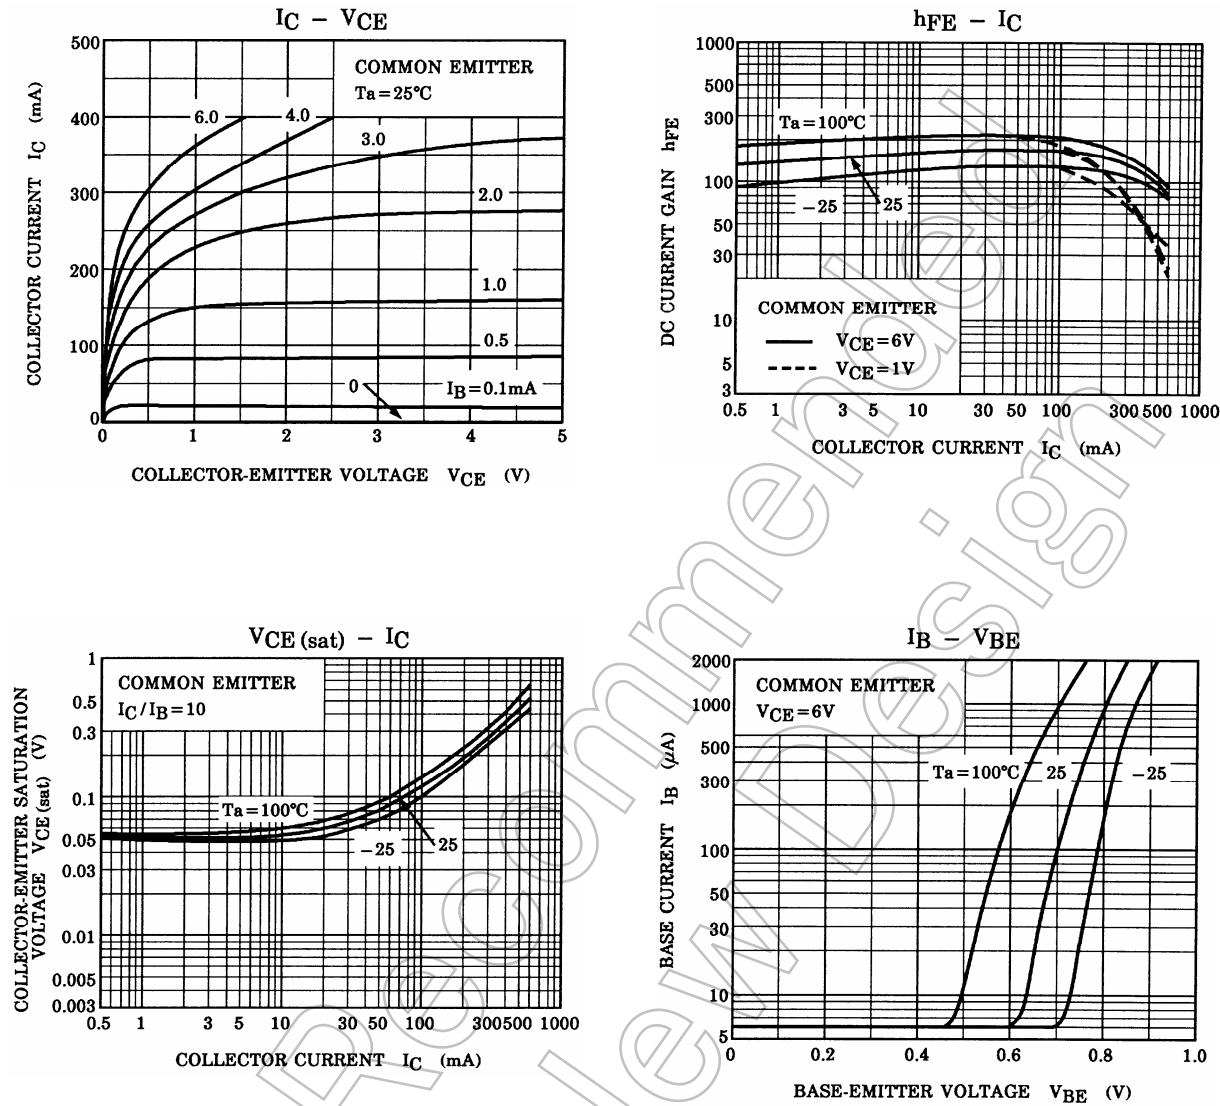 IC – VCE
500
400
300
200
100
0
COLLECTOR CURRENT IC (mA)
COMMON EMITTER
Ta=25°C
6.0
4.0
3.0
2.0
1.0
0.5
0
IB=0.1mA
0 1 2 3 4 5
COLLECTOR-EMITTER VOLTAGE VCE (V)
hFE – IC
1000
500
300
100
50
30
10
5
3
DC CURRENT GAIN hFE
Ta=100°C
–25
25
COMMON EMITTER
VCE=6V
VCE=1V
0.5 1 3 5 10 30 50 100 300 500 1000
COLLECTOR CURRENT IC (mA)
VCE (sat) – IC
1
0.5
0.3
0.1
0.05
0.03
0.01
0.005
0.003
COLLECTOR-EMITTER SATURATION
VOLTAGE VCE (sat) (V)
COMMON EMITTER
IC/IB=10
Ta=100°C
–25
25
0.5 1 3 5 10 30 50 100 300 500 1000
COLLECTOR CURRENT IC (mA)
IB – VBE
2000
1000
500
300
100
50
30
10
5
BASE CURRENT IB (μA)
COMMON EMITTER
VCE=6V
Ta=100°C
25
–25
0 0.2 0.4 0.6 0.8 1.0
BASE-EMITTER VOLTAGE VBE (V)
Recommended
New Design